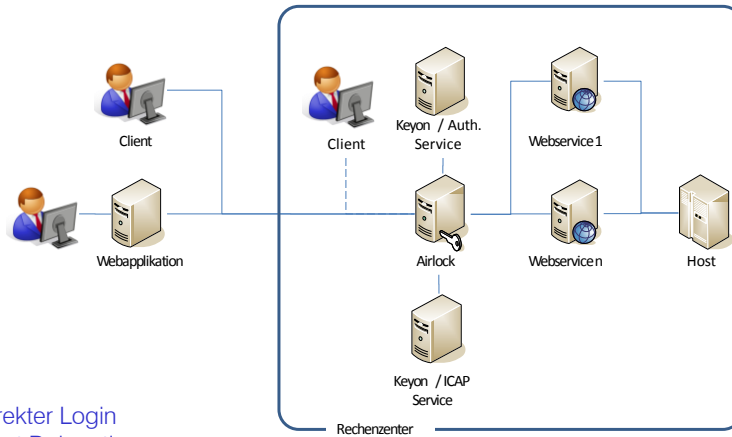 Client
Client
Keyon / Auth.
Service
Webservice 1
Webapplikation
Airlock
Webservice n
Host
Keyon / ICAP
Service
rekter Login
Rechenzenter